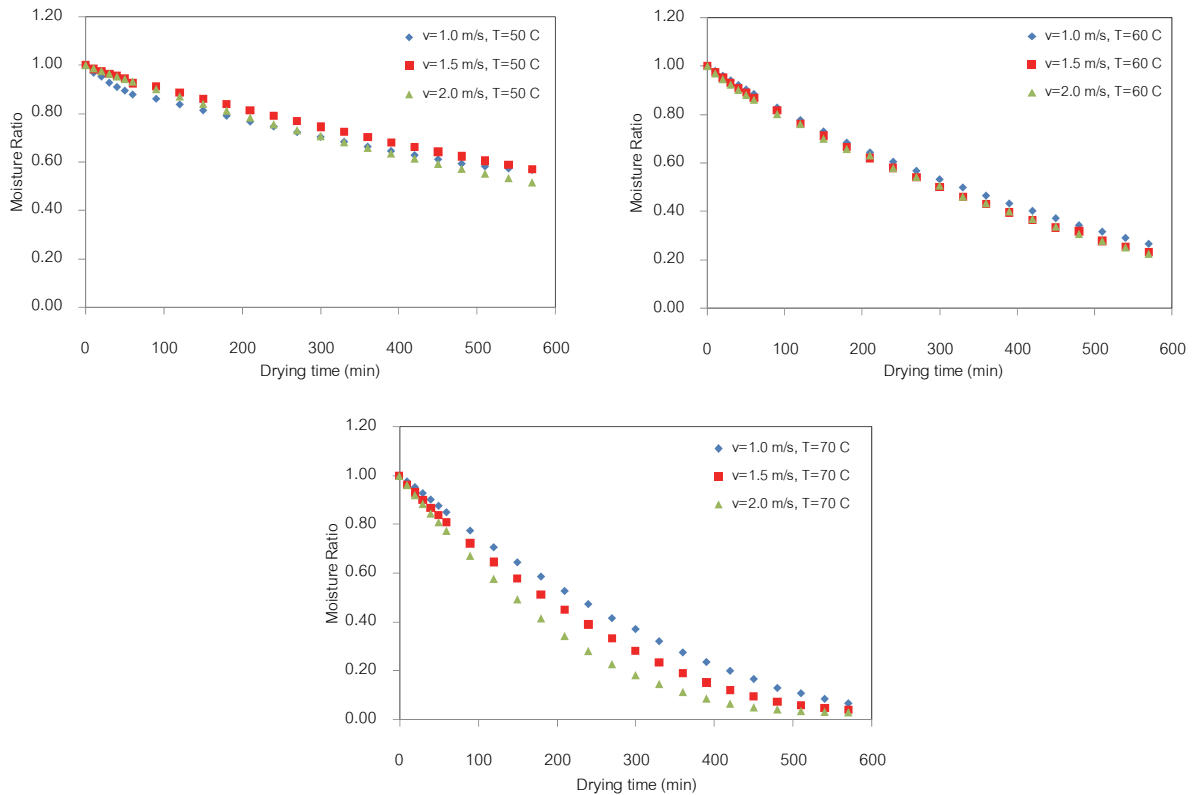 1.20
1.00
0.80
0.60
0.40
0.20
0.00
Moisture Ratio
v=1.0 m/s, T=50 C
v=1.5 m/s, T=50 C
v=2.0 m/s, T=50 C
0 100 200 300 400 500 600
Drying time (min)
1.20
1.00
0.80
0.60
0.40
0.20
0.00
Moisture Ratio
v=1.0 m/s, T=60 C
v=1.5 m/s, T=60 C
v=2.0 m/s, T=60 C
0 100 200 300 400 500 600
Drying time (min)
1.20
1.00
0.80
0.60
0.40
0.20
0.00
Moisture Ratio
v=1.0 m/s, T=70 C
v=1.5 m/s, T=70 C
v=2.0 m/s, T=70 C
0 100 200 300 400 500 600
Drying time (min)